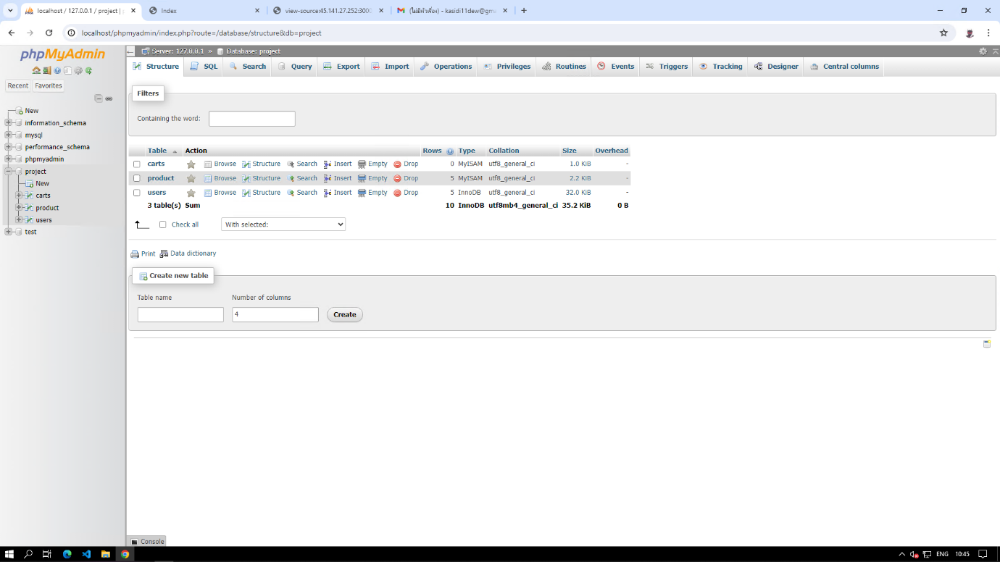 localhost / 127.0.0.1 / project | p
Index
view-source:45.141.27.252:3000
(ไม่มีหัวเรื่อง) - kasidi11dew@gma
localhost/phpmyadmin/index.php?route=/database/structure&db=project
phpMyAdmin
Recent Favorites
New
information_schema
mysql
performance_schema
phpmyadmin
project
New
carts
product
users
test
Server: 127.0.0.1 » Database: project
Structure SQL Search Query Export Import Operations Privileges Routines Events Triggers Tracking Designer Central columns
Filters
Containing the word:
Table Action Rows Type Collation Size Overhead
carts Browse Structure Search Insert Empty Drop 0 MyISAM utf8_general_ci 1.0 KiB -
product Browse Structure Search Insert Empty Drop 5 MyISAM utf8_general_ci 2.2 KiB -
users Browse Structure Search Insert Empty Drop 5 InnoDB utf8_general_ci 32.0 KiB -
3 table(s) Sum 10 InnoDB utf8mb4_general_ci 35.2 KiB 0 B
Check all With selected:
Print Data dictionary
Create new table
Table name Number of columns
4 Create
Console
ENG 10:45